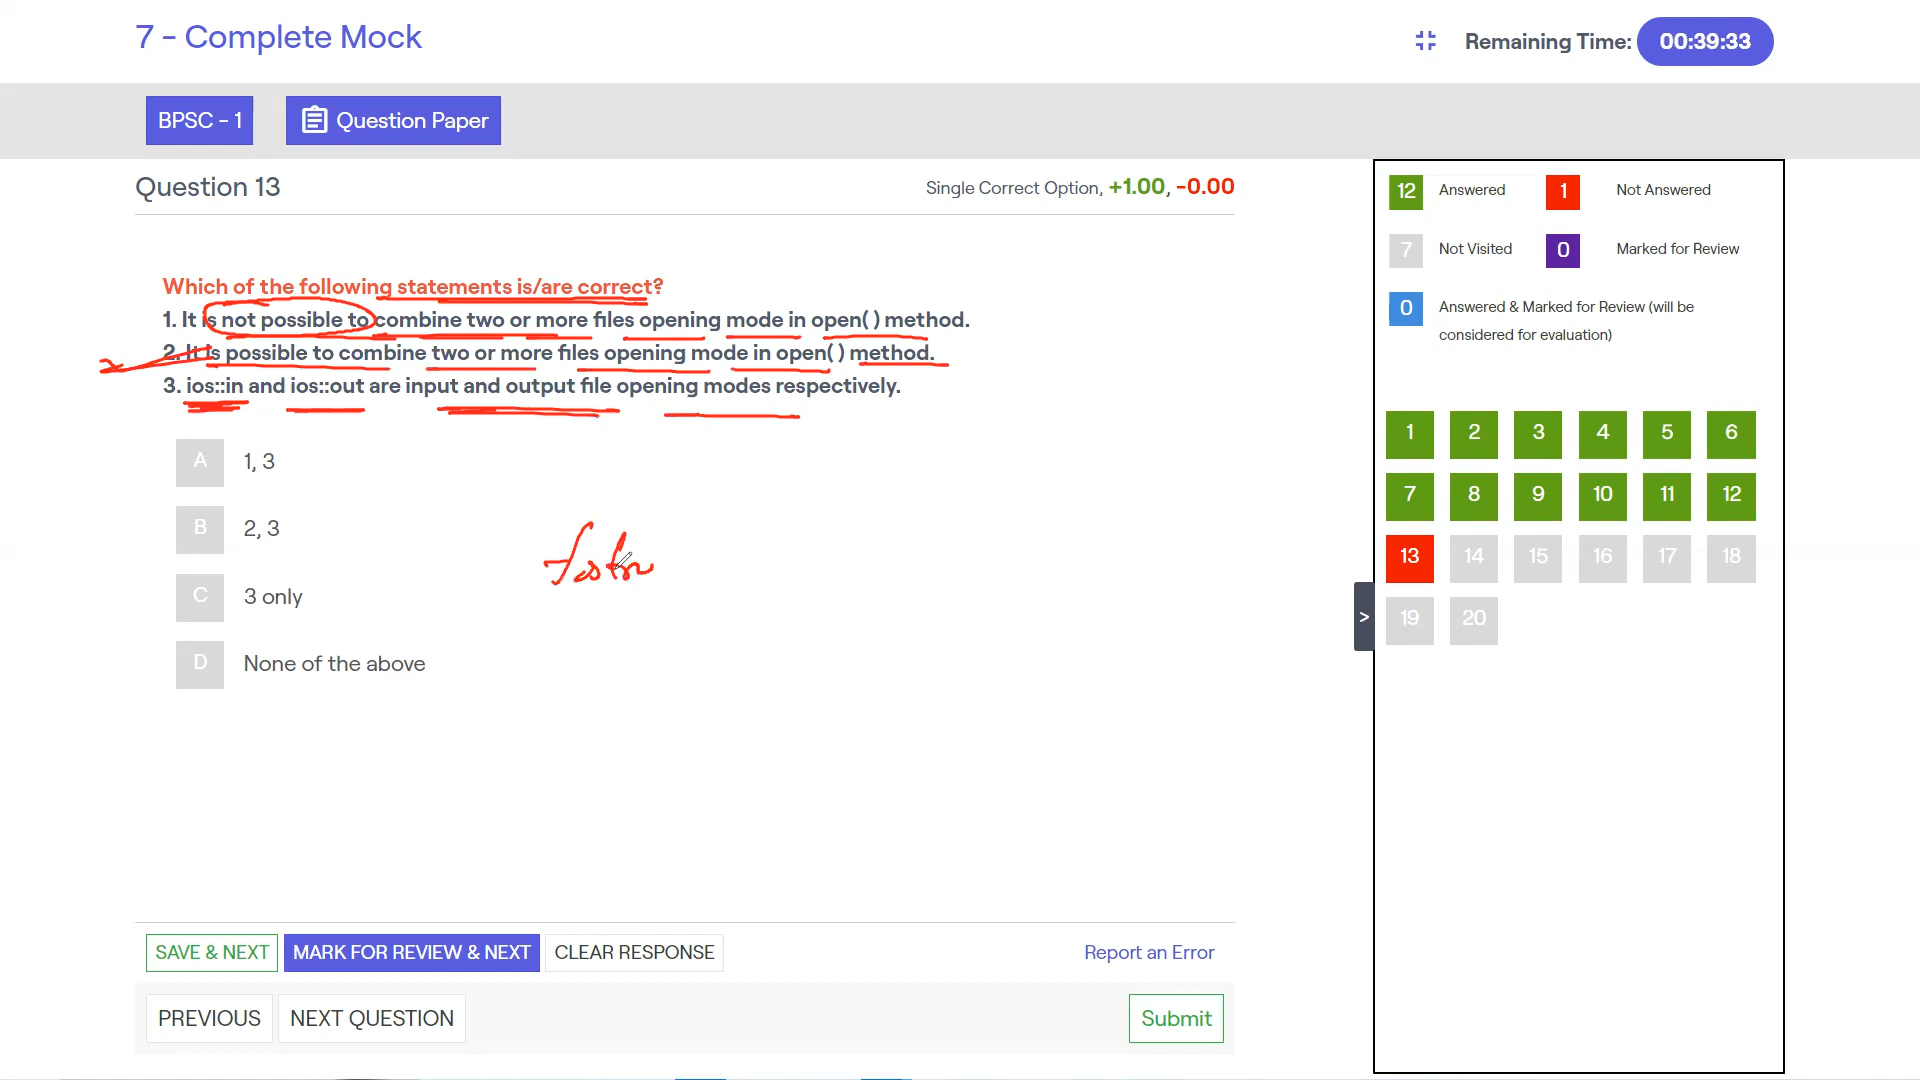 7 - Complete Mock
Remaining Time: 00:39:33
BPSC - 1
Question Paper
Question 13
Single Correct Option, +1.00, -0.00
Which of the following statements is/are correct?
1. It is not possible to combine two or more files opening mode in open( ) method.
2. It is possible to combine two or more files opening mode in open( ) method.
3. ios::in and ios::out are input and output file opening modes respectively.
A 1, 3
B 2, 3
C 3 only
D None of the above
SAVE & NEXT
MARK FOR REVIEW & NEXT
CLEAR RESPONSE
Report an Error
PREVIOUS
NEXT QUESTION
Submit
12 Answered
1 Not Answered
7 Not Visited
0 Marked for Review
0 Answered & Marked for Review (will be
considered for evaluation)
1 2 3 4 5 6
7 8 9 10 11 12
13 14 15 16 17 18
> 19 20